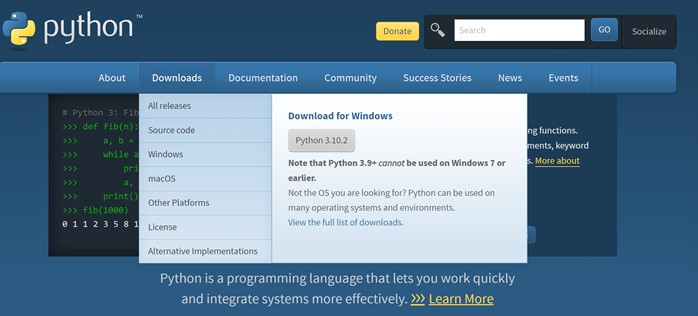 python™
Donate
Search
GO
Socialize
About
Downloads
Documentation
Community
Success Stories
News
Events
# Python 3: Fib
>>> def fib(n):
>>> a, b =
>>> while a
>>> pri
>>> a,
>>> print()
>>> fib(1000)
0 1 1 2 3 5 8 1
All releases
Source code
Windows
macOS
Other Platforms
License
Alternative Implementations
Download for Windows
Python 3.10.2
Note that Python 3.9+ cannot be used on Windows 7 or
earlier.
Not the OS you are looking for? Python can be used on
many operating systems and environments.
View the full list of downloads.
ng functions.
ments, keyword
s. More about
Python is a programming language that lets you work quickly
and integrate systems more effectively. >>> Learn More